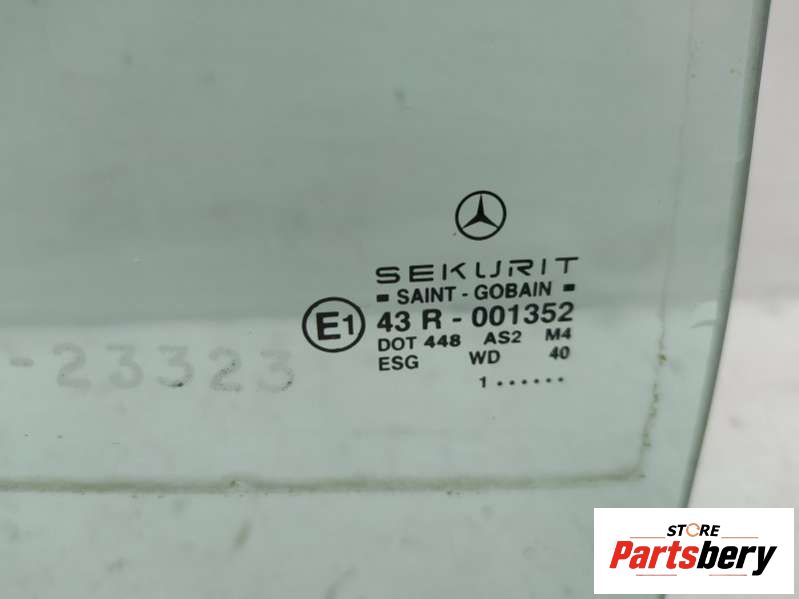 SEKURIT
SAINT - GOBAIN
E1 43 R - 001352
DOT 448 AS2 M4
ESG WD 40
1 ......
-23323
STORE
Partsbery